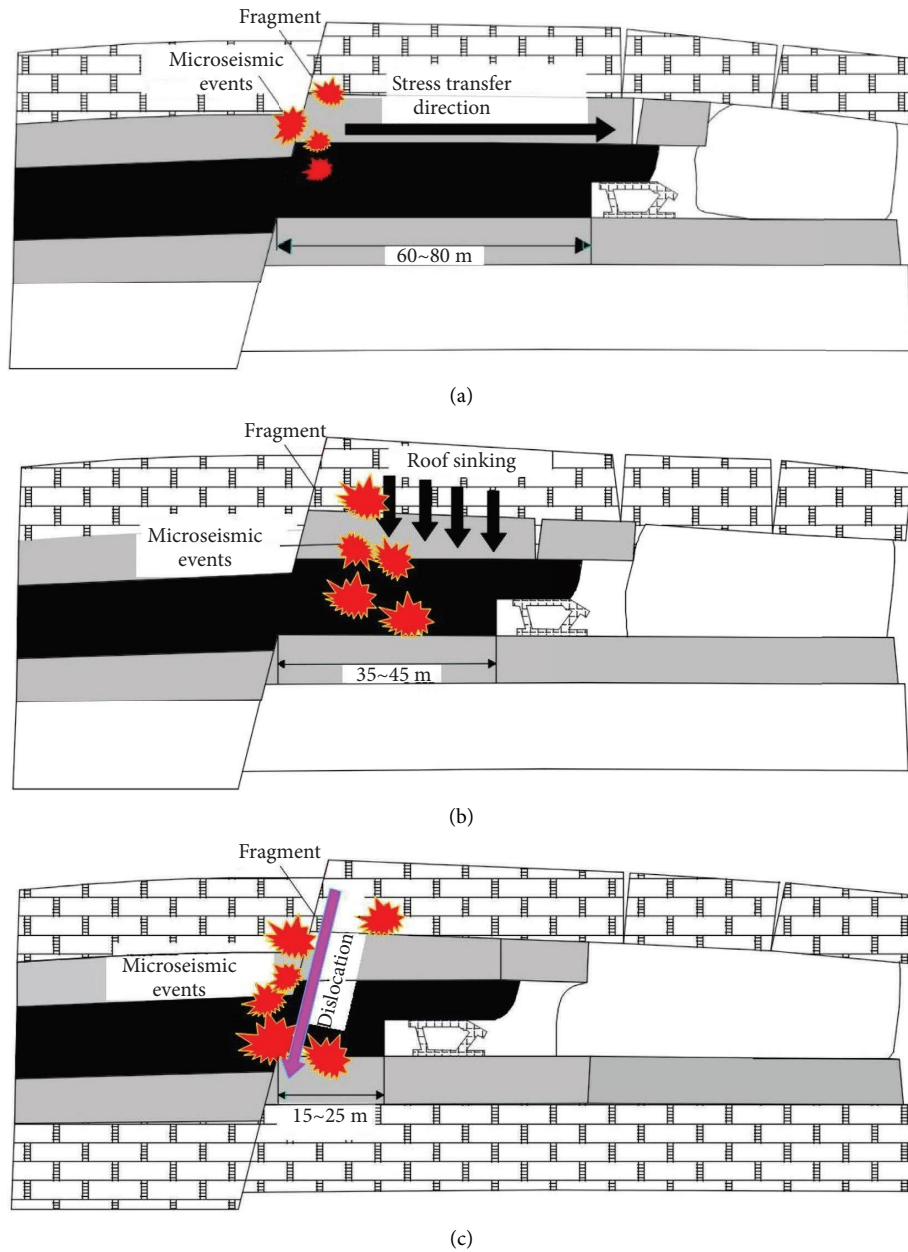 Fragment
Microseismic
events
Stress transfer
direction
60~80 m
(a)
Fragment
Roof sinking
Microseismic
events
35~45 m
(b)
Fragment
Microseismic
events
Dislocation
15~25 m
(c)